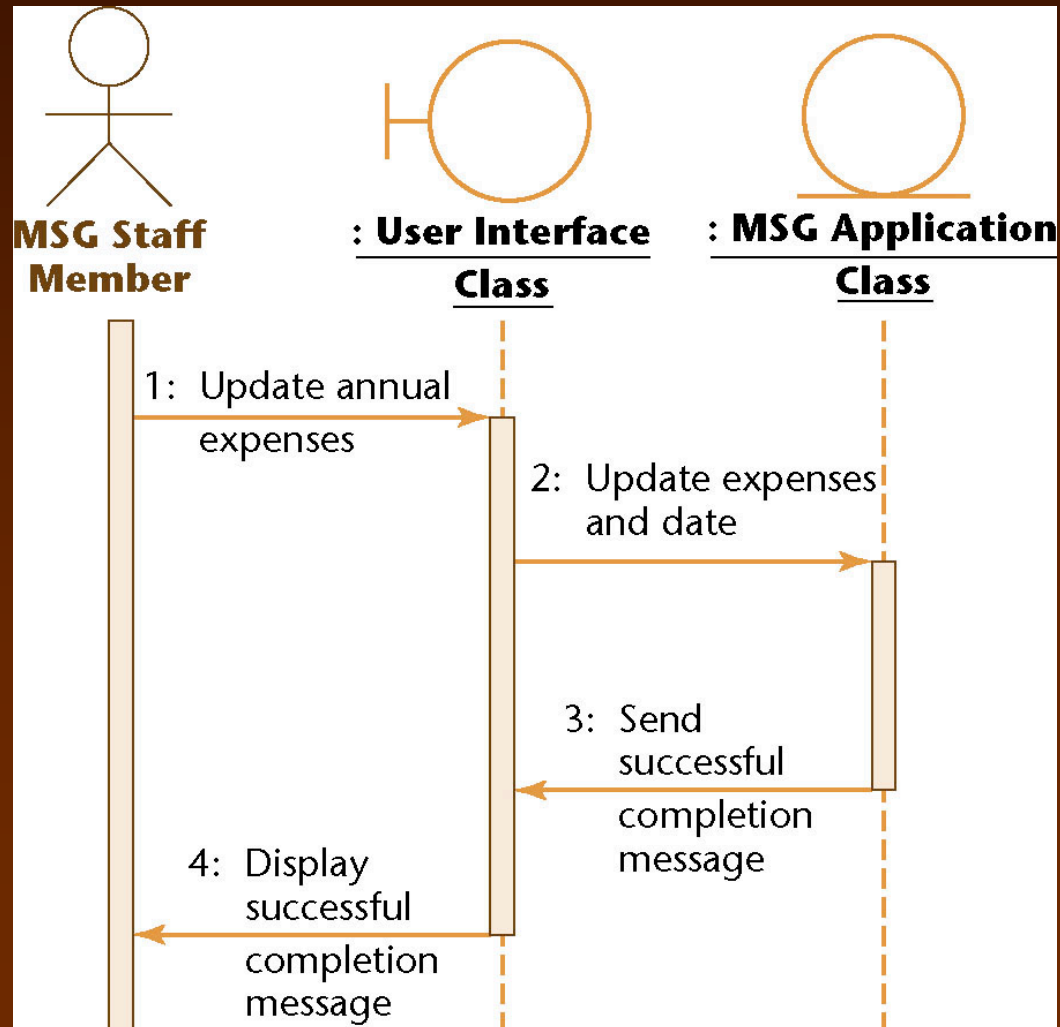 MSG Staff
Member
: User Interface
Class
: MSG Application
Class
1: Update annual
expenses
2: Update expenses
and date
3: Send
successful
completion
message
4: Display
successful
completion
message